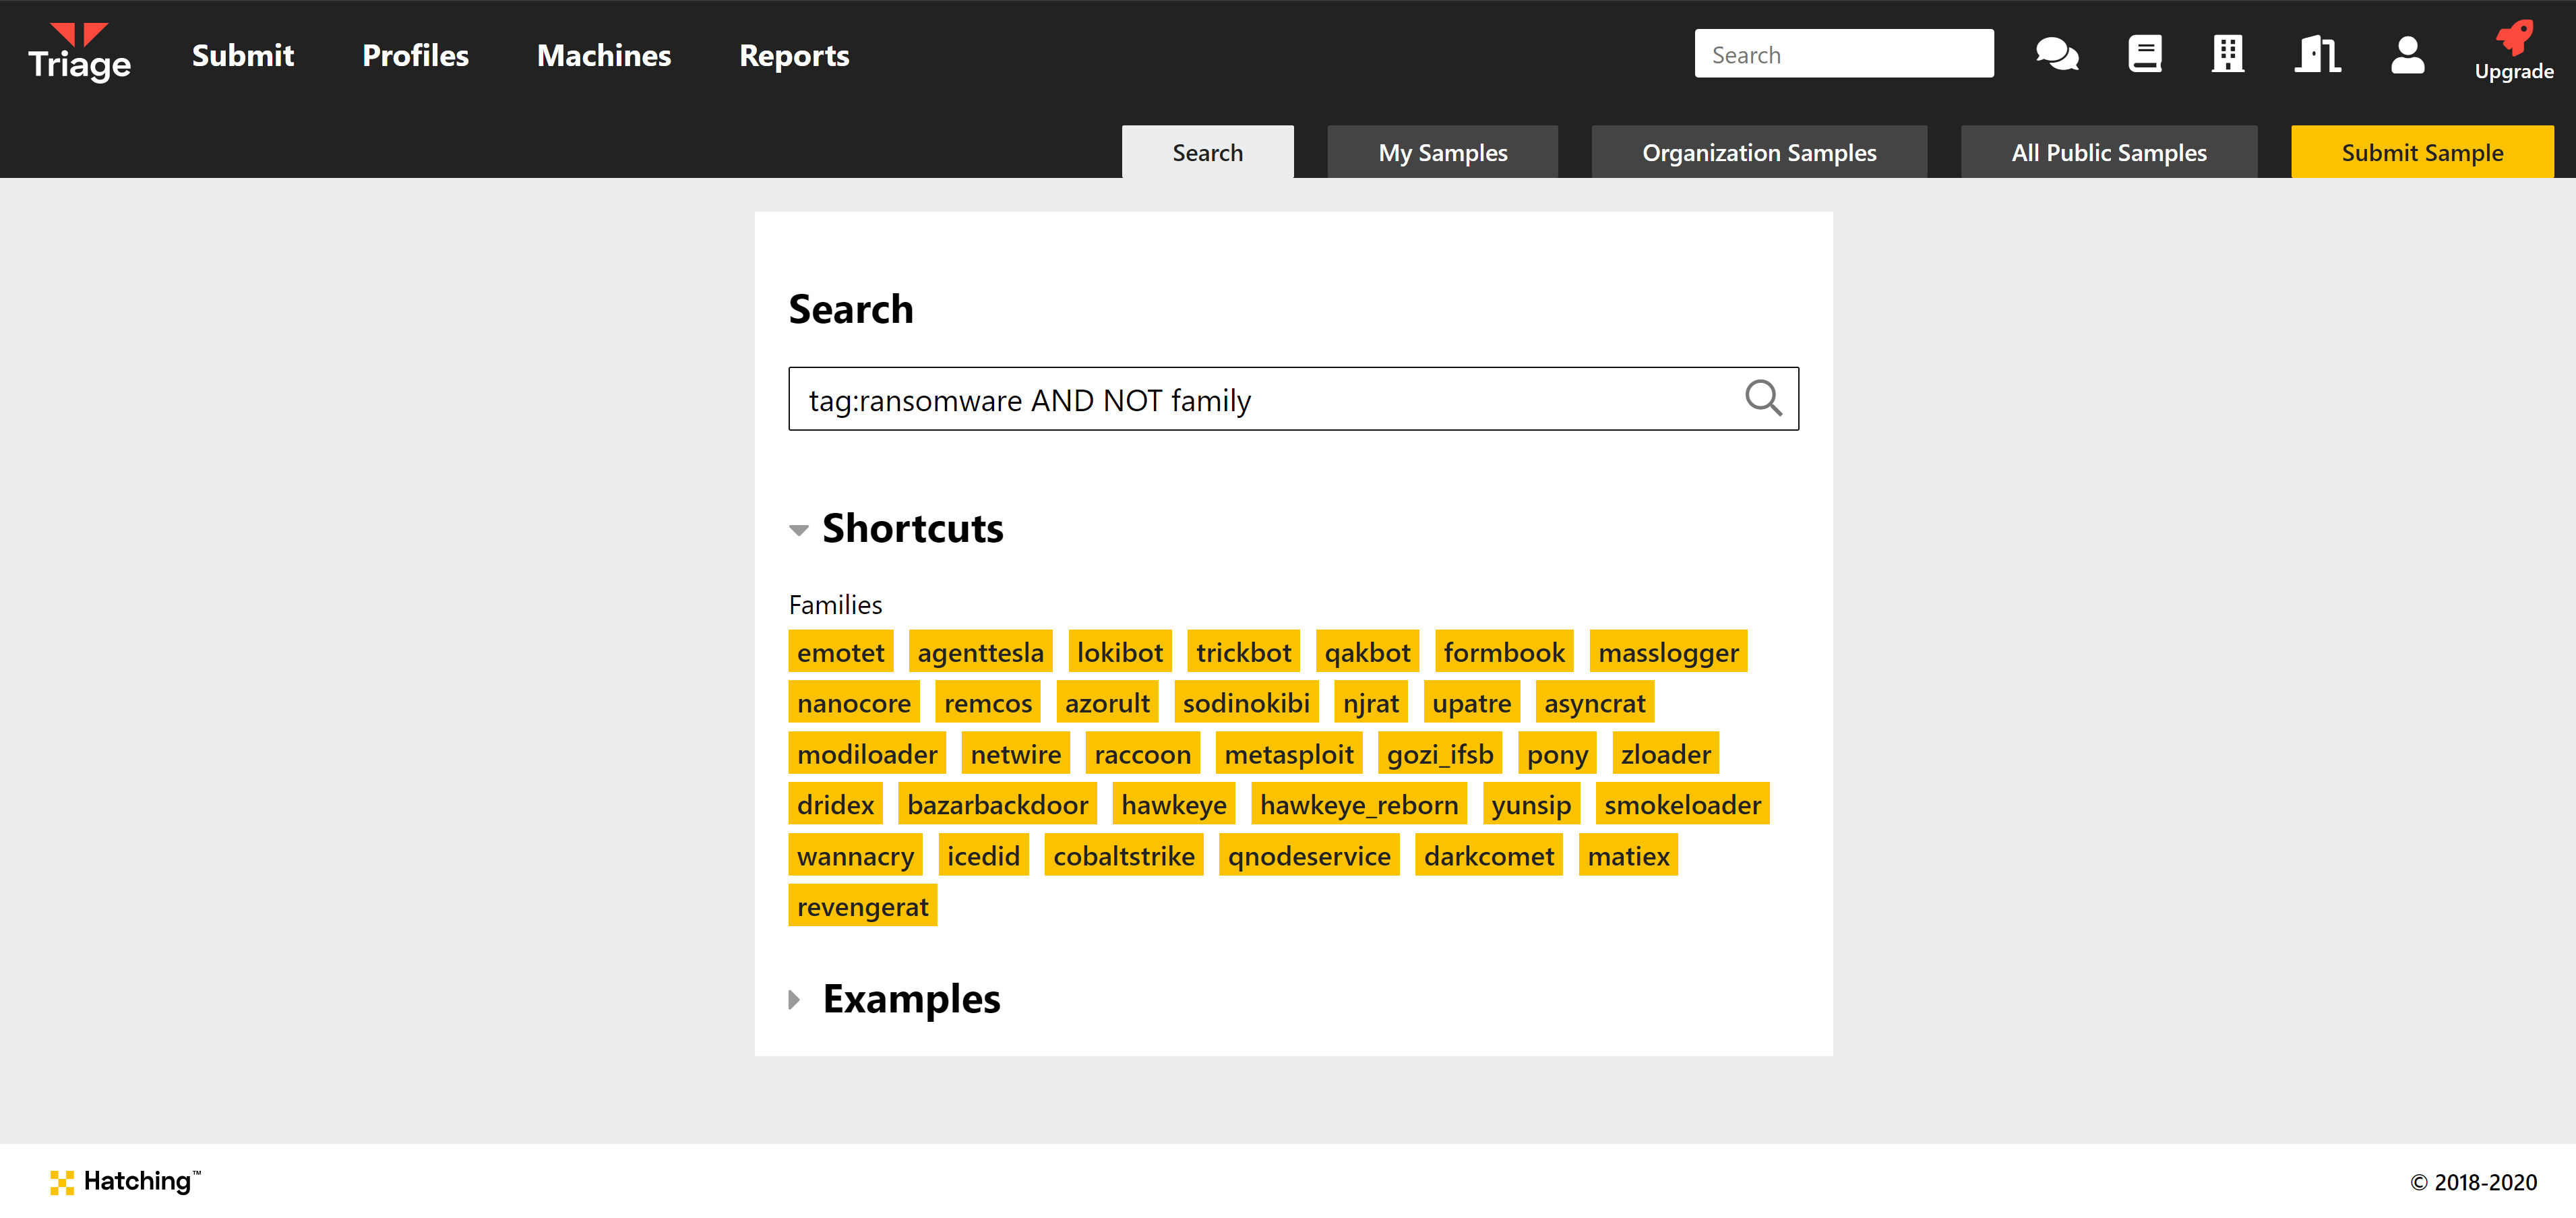 Triage Submit Profiles Machines Reports Search Upgrade
Search My Samples Organization Samples All Public Samples Submit Sample
Search
tag:ransomware AND NOT family
Shortcuts
Families
emotet agenttesla lokibot trickbot qakbot formbook masslogger
nanocore remcos azorult sodinokibi njrat upatre asyncrat
modiloader netwire raccoon metasploit gozi_ifsb pony zloader
dridex bazarbackdoor hawkeye hawkeye_reborn yunsip smokeloader
wannacry icedid cobaltstrike qnodeservice darkcomet matiex
revengerat
Examples
Hatching™ © 2018-2020